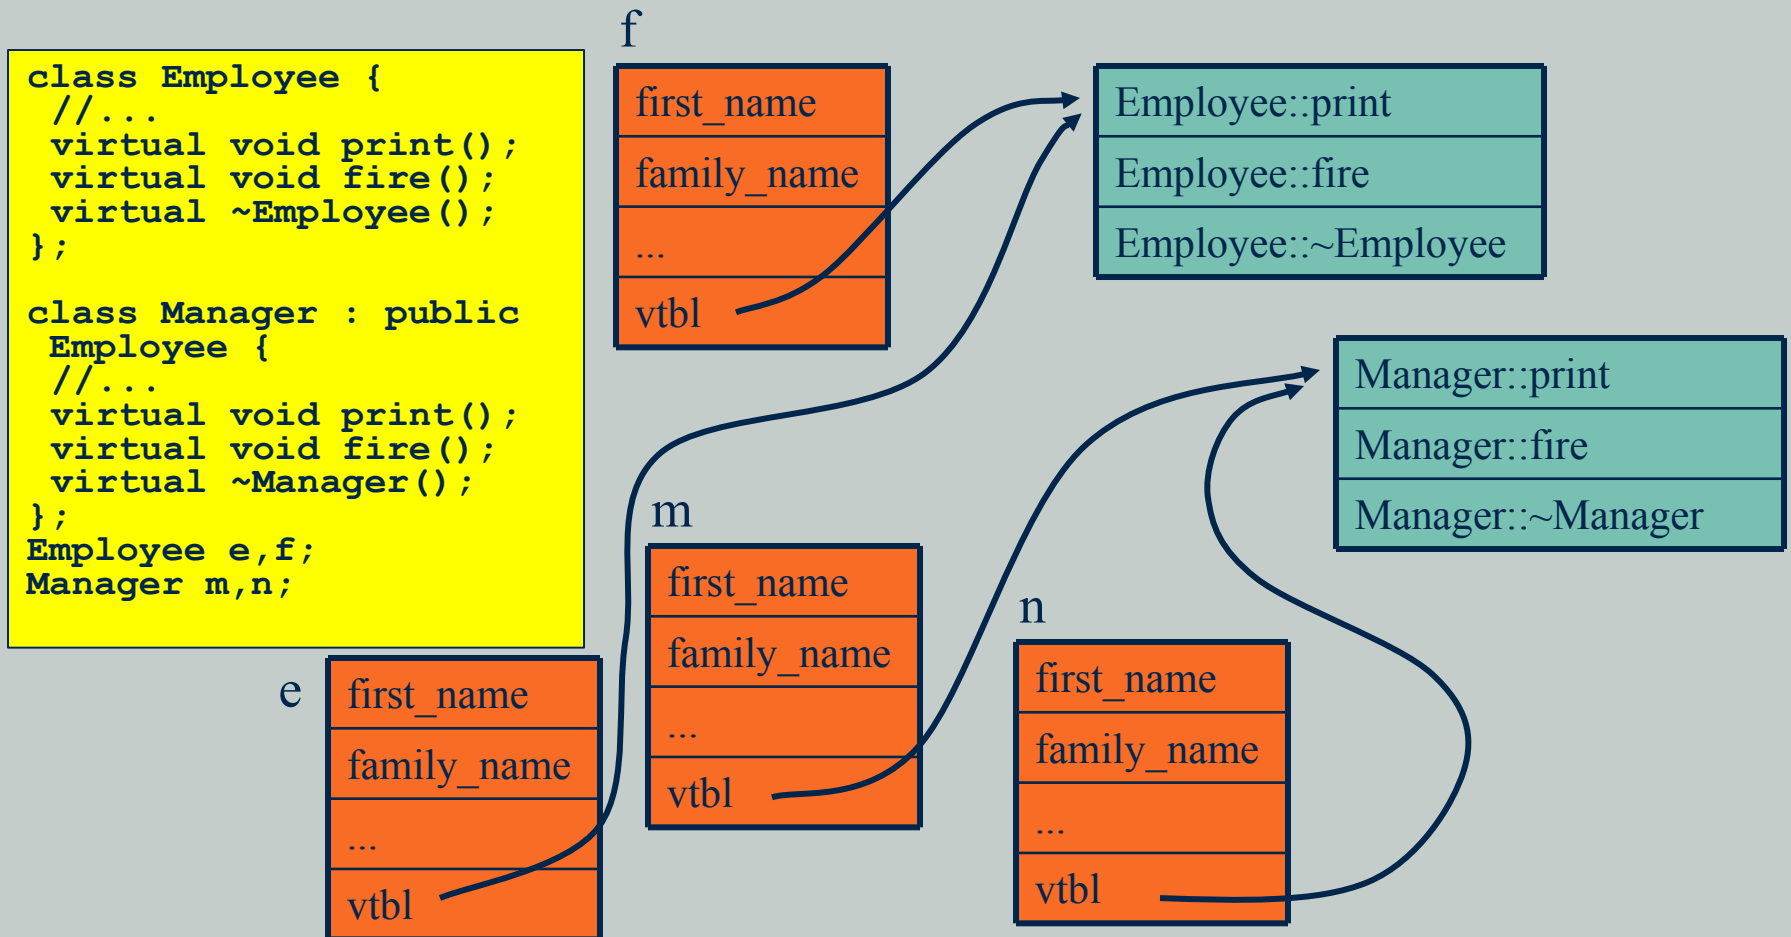 class Employee {
//...
virtual void print();
virtual void fire();
virtual ~Employee();
};
class Manager : public
Employee {
//...
virtual void print();
virtual void fire();
virtual ~Manager();
};
Employee e,f;
Manager m,n;
f
first_name
family_name
...
vtbl
Employee::print
Employee::fire
Employee::~Employee
Manager::print
Manager::fire
Manager::~Manager
m
first_name
family_name
...
vtbl
n
first_name
family_name
...
vtbl
e
first_name
family_name
...
vtbl